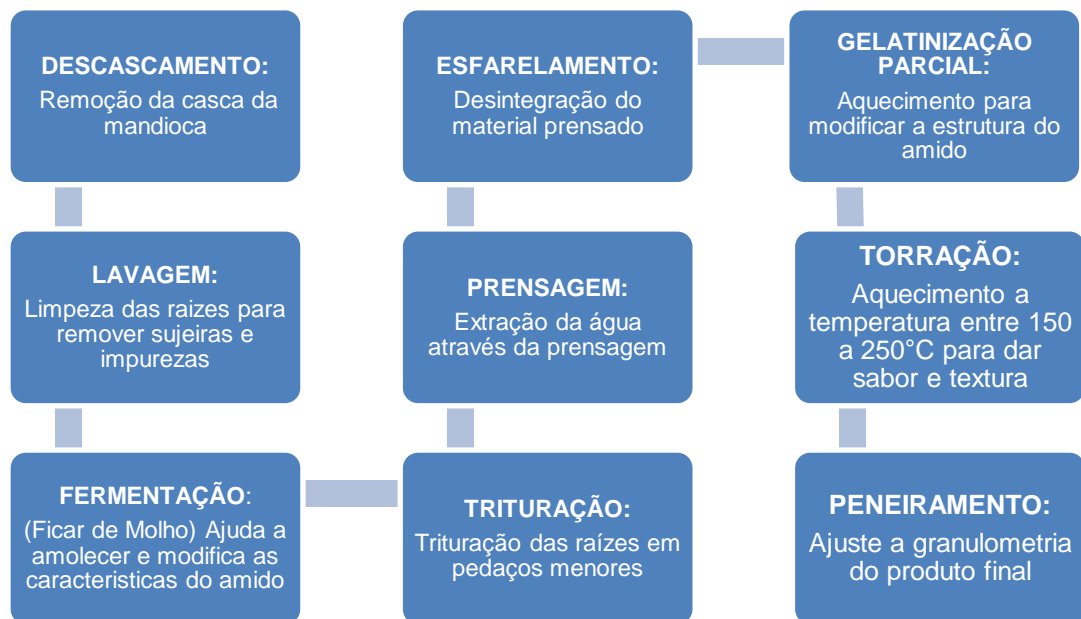 DESCASCAMENTO:
Remoção da casca da
mandioca
LAVAGEM:
Limpeza das raizes para
remover sujeiras e
impurezas
FERMENTAÇÃO:
(Ficar de Molho) Ajuda a
amolecer e modifica as
caracteristicas do amido
TRITURAÇÃO:
Trituração das raízes em
pedaços menores
PRENSAGEM:
Extração da água
através da prensagem
ESFARELAMENTO:
Desintegração do
material prensado
GELATINIZAÇÃO
PARCIAL:
Aquecimento para
modificar a estrutura do
amido
TORRAÇÃO:
Aquecimento a
temperatura entre 150
a 250°C para dar
sabor e textura
PENEIRAMENTO:
Ajuste a granulometria
do produto final